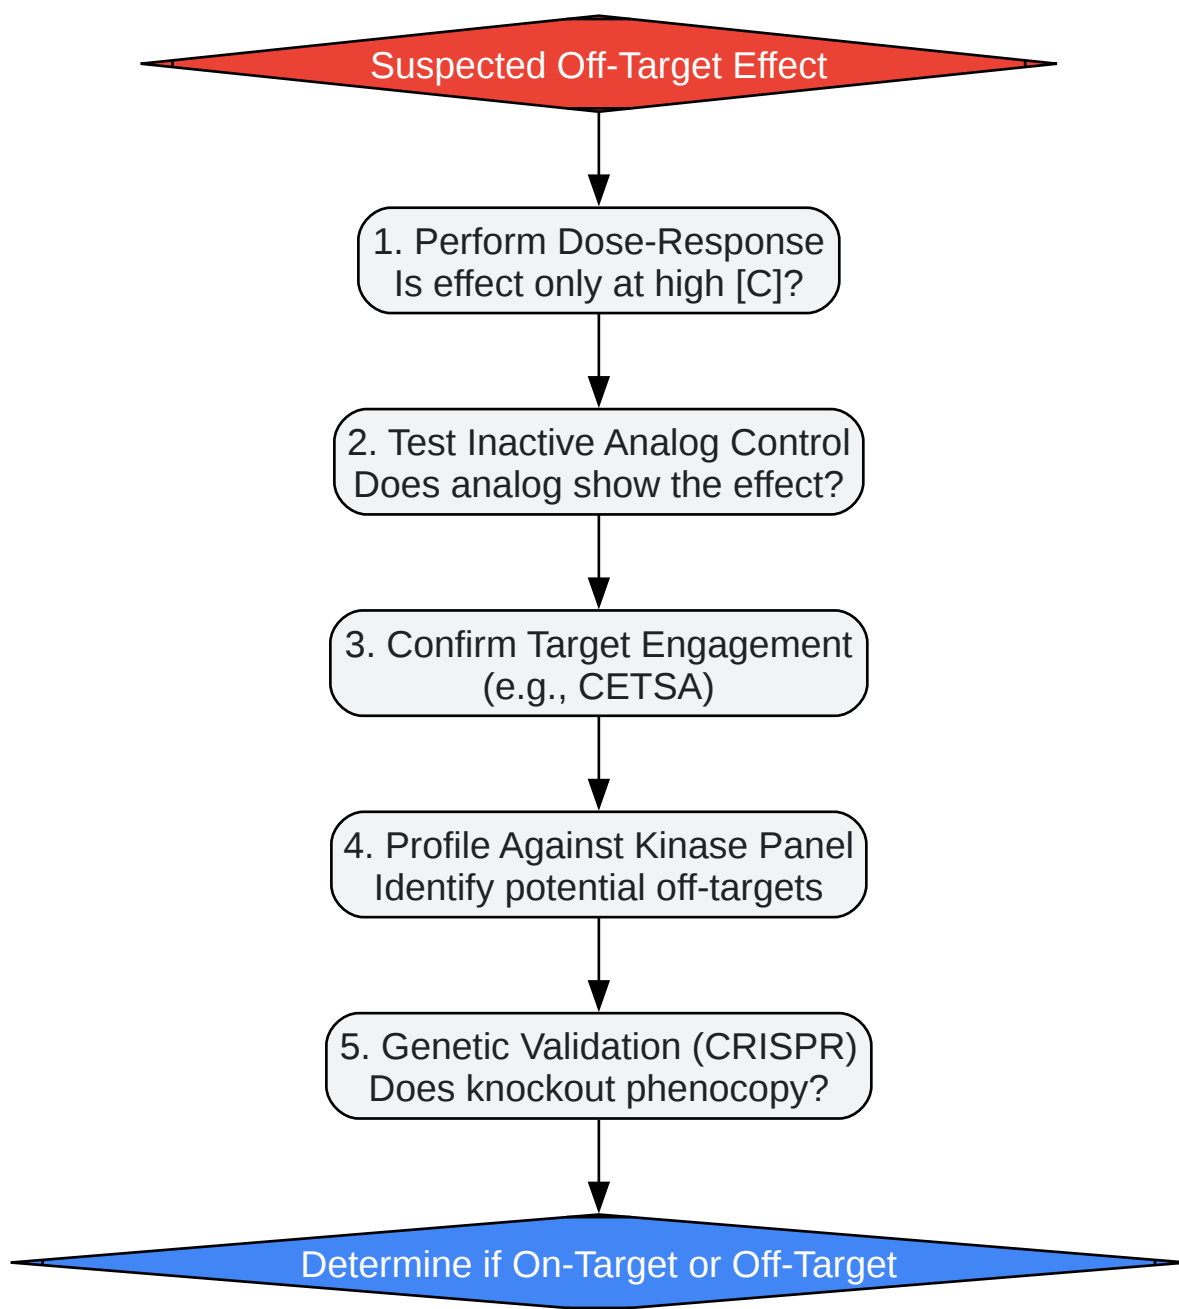 Suspected Off-Target Effect
1. Perform Dose-Response
Is effect only at high [C]?
2. Test Inactive Analog Control
Does analog show the effect?
3. Confirm Target Engagement
(e.g., CETSA)
4. Profile Against Kinase Panel
Identify potential off-targets
5. Genetic Validation (CRISPR)
Does knockout phenocopy?
Determine if On-Target or Off-Target